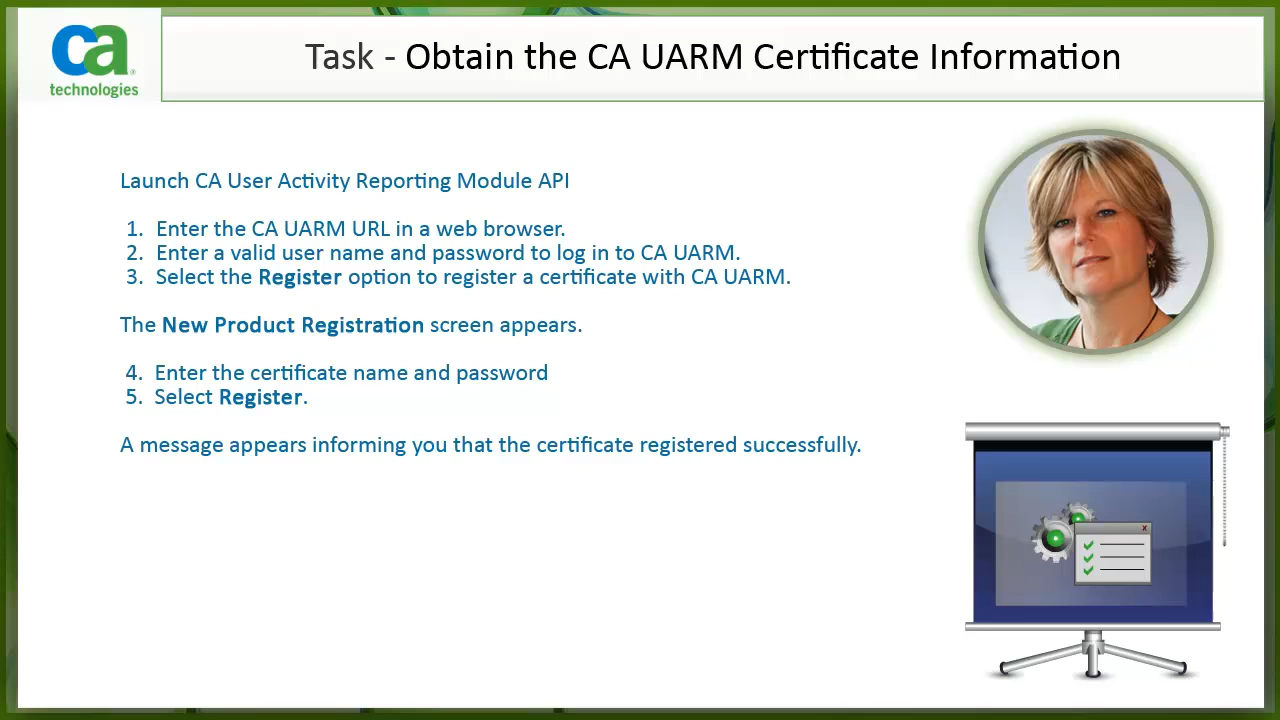 ca
technologies
Task - Obtain the CA UARM Certificate Information
Launch CA User Activity Reporting Module API
1. Enter the CA UARM URL in a web browser.
2. Enter a valid user name and password to log in to CA UARM.
3. Select the Register option to register a certificate with CA UARM.
The New Product Registration screen appears.
4. Enter the certificate name and password
5. Select Register.
A message appears informing you that the certificate registered successfully.
X